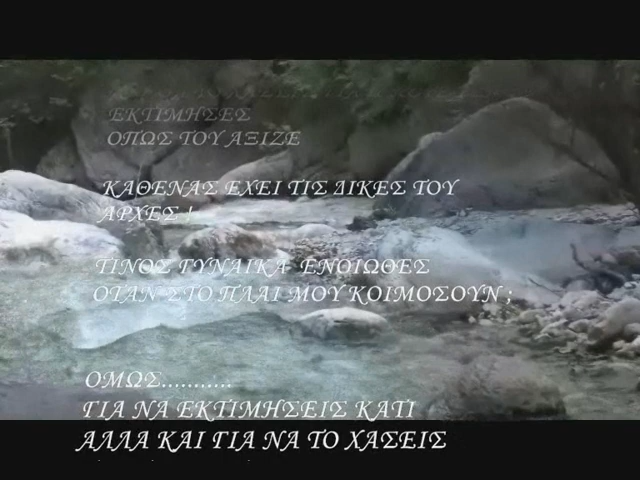 ΕΚΤΙΜΗΣΕΣ
ΟΠΩΣ ΤΟΥ ΑΞΙΖΕ
ΚΑΘΕΝΑΣ ΕΧΕΙ ΤΙΣ ΔΙΚΕΣ ΤΟΥ
ΑΡΧΕΣ !
ΤΙΝΟΣ ΓΥΝΑΙΚΑ ΕΝΟΙΩΘΕΣ
ΟΤΑΝ ΣΤΟ ΠΛΑΙ ΜΟΥ ΚΟΙΜΟΣΟΥΝ ;
ΟΜΩΣ...........
ΓΙΑ ΝΑ ΕΚΤΙΜΗΣΕΙΣ ΚΑΤΙ
ΑΛΛΑ ΚΑΙ ΓΙΑ ΝΑ ΤΟ ΧΑΣΕΙΣ